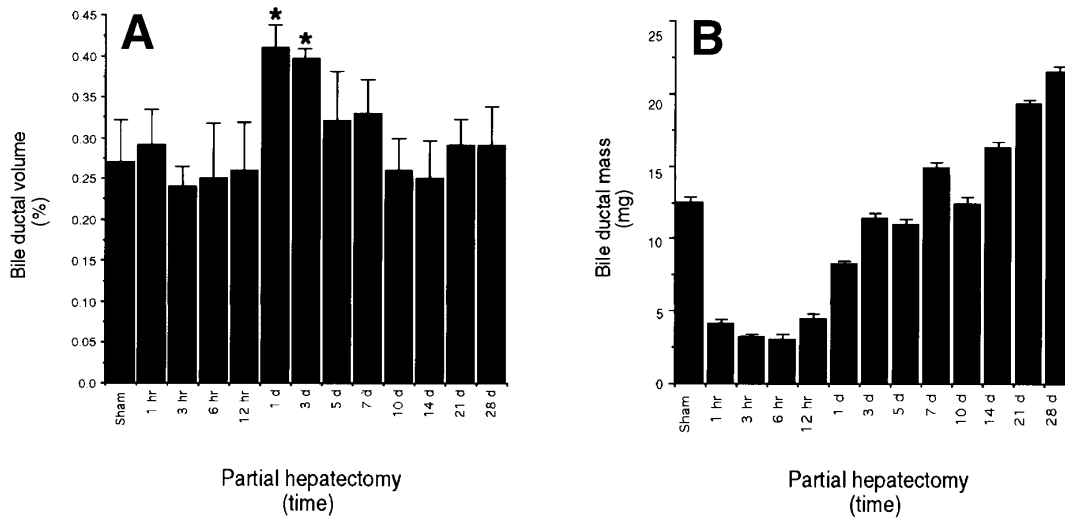 A
Bile ductal volume
(%)
0.45
0.40
0.35
0.30
0.25
0.20
0.15
0.10
0.05
0.0
* *
Sham 1 hr 3 hr 6 hr 12 hr 1 d 3 d 5 d 7 d 10 d 14 d 21 d 28 d
Partial hepatectomy
(time)
B
Bile ductal mass
(mg)
25
20
15
10
5
0
Sham 1 hr 3 hr 6 hr 12 hr 1 d 3 d 5 d 7 d 10 d 14 d 21 d 28 d
Partial hepatectomy
(time)